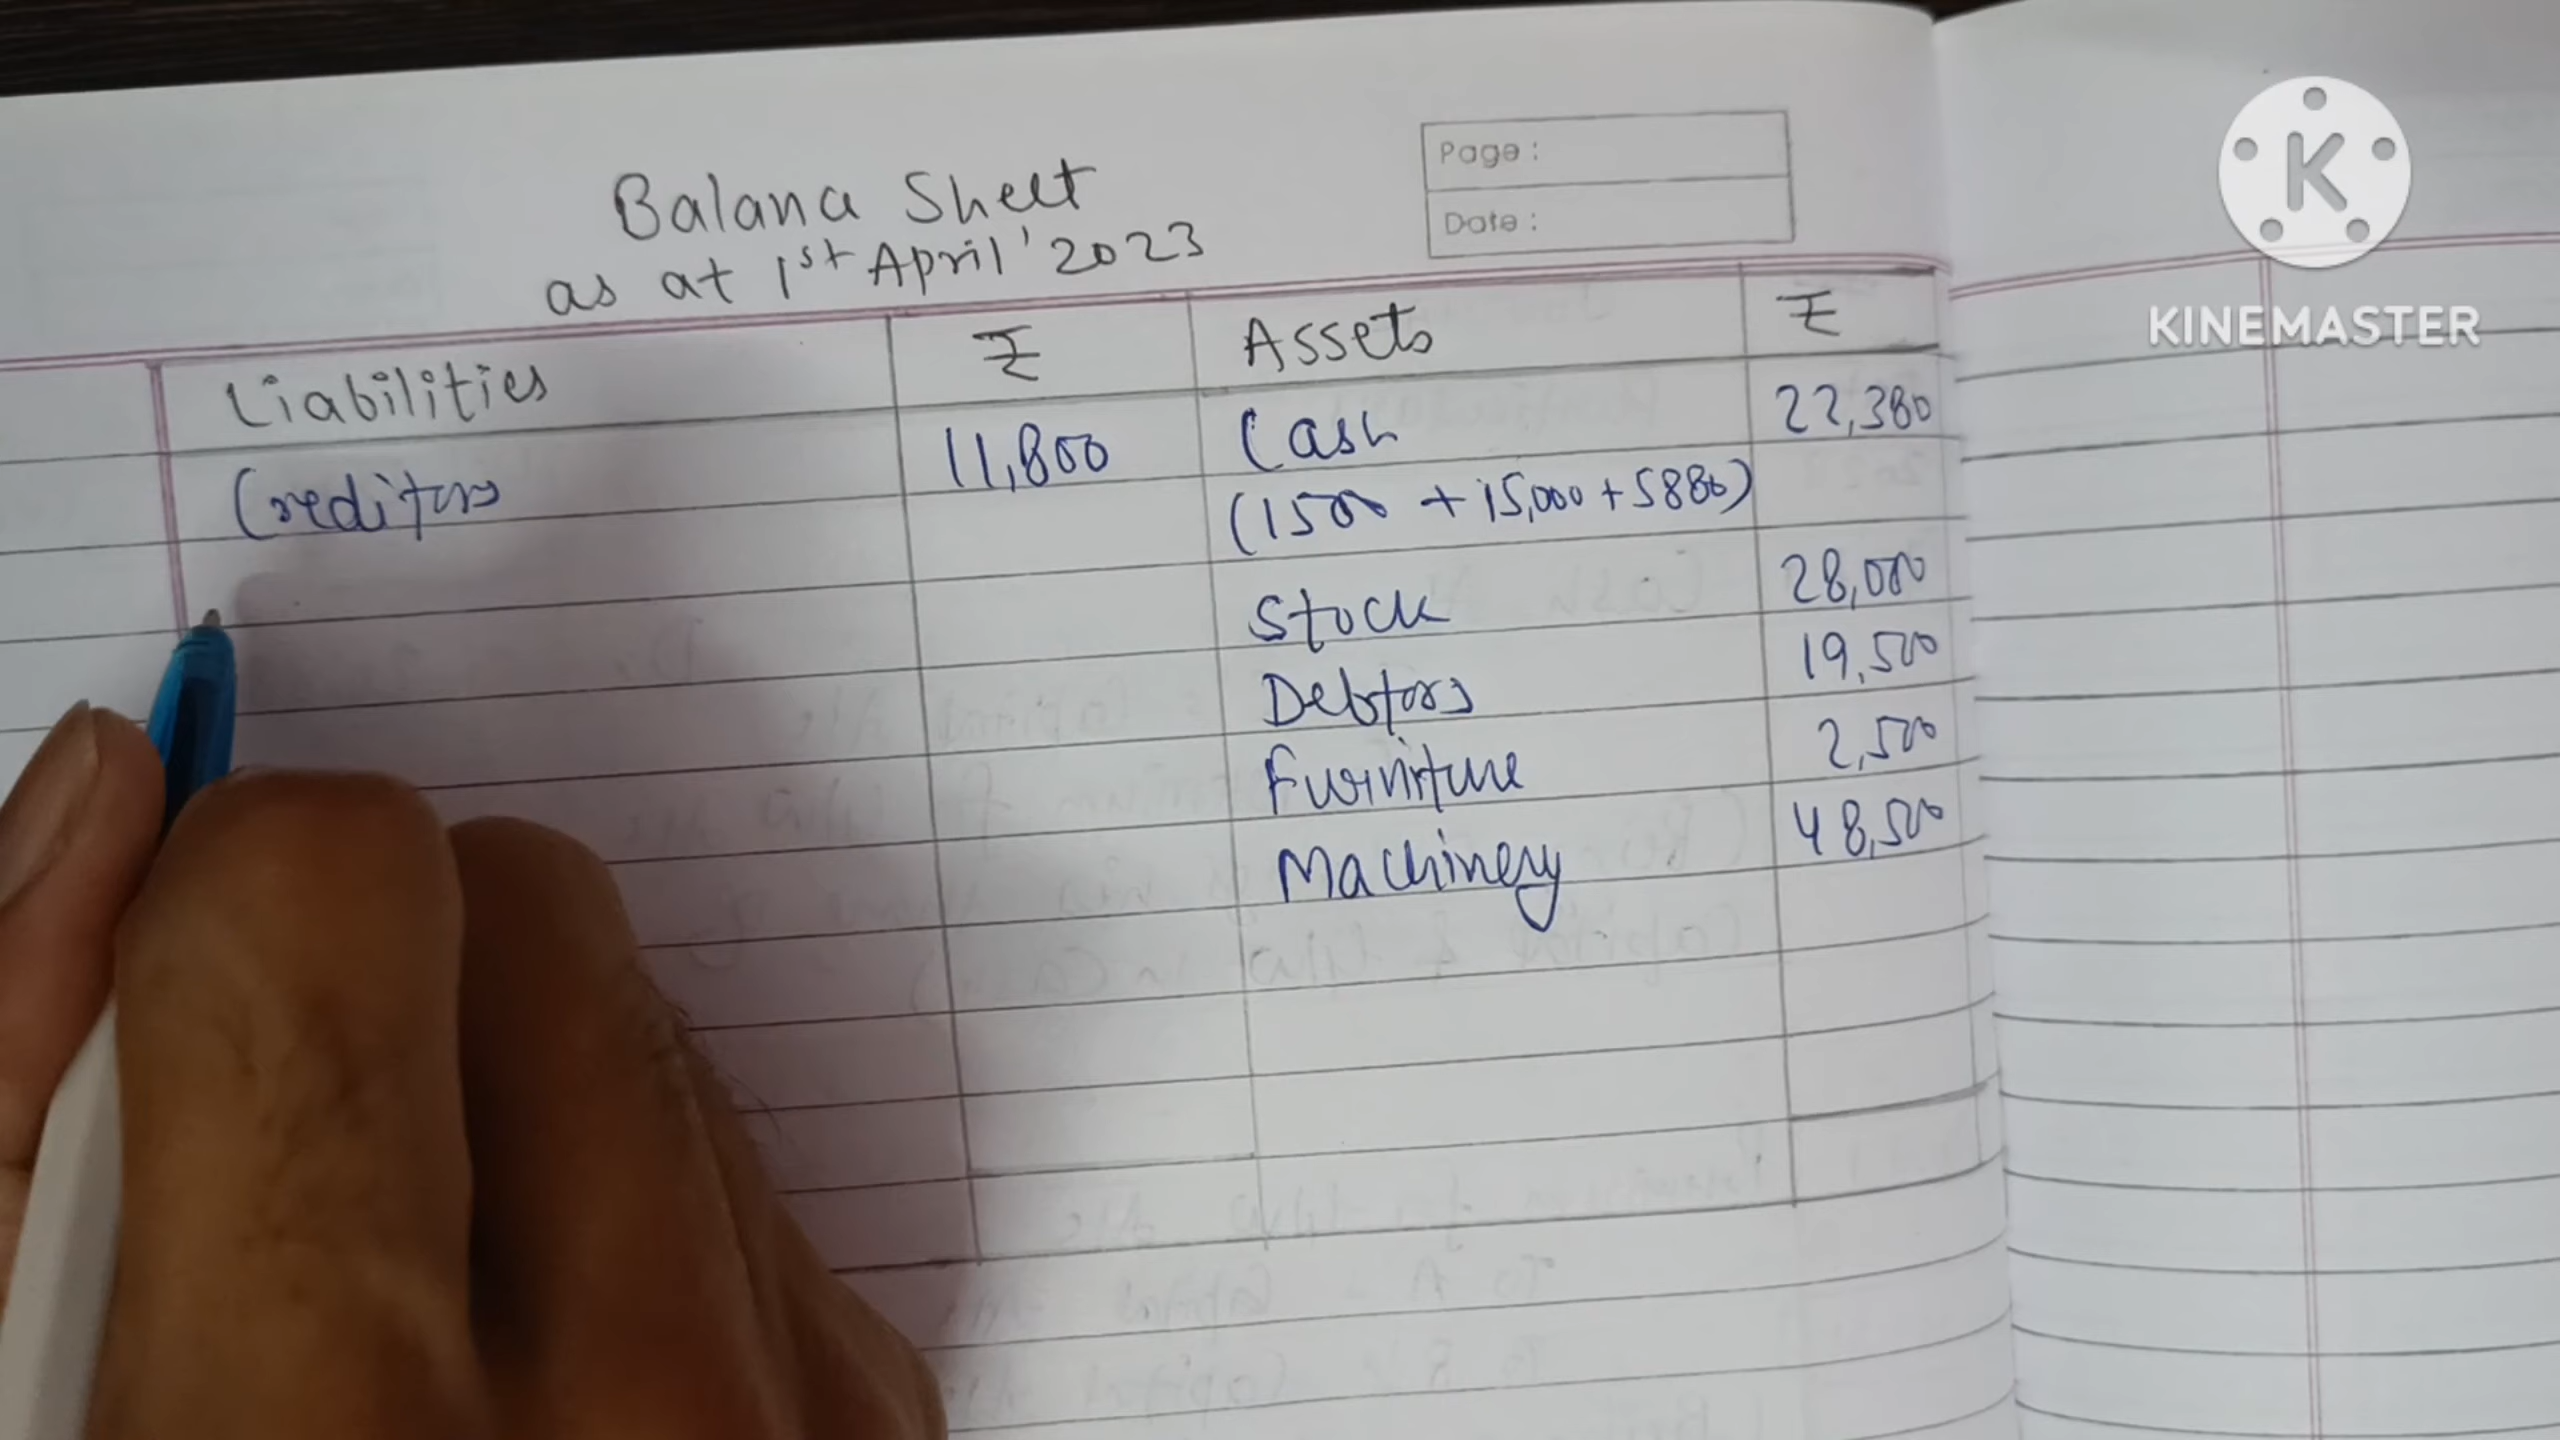 Balance Sheet
as at 1st April' 2023
Page :
Date :
KINEMASTER
Liabilities ₹ Assets ₹
Creditors 11,800 Cash 22,380
(1500 + 15,000 + 5880)
Stock 28,000
Debtors 19,500
Furniture 2,500
Machinery 48,500